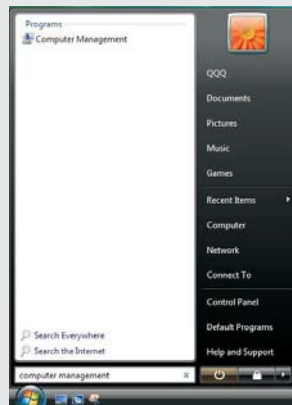 Programs
Computer Management
Search Everywhere
Search the Internet
computer management
QQQ
Documents
Pictures
Music
Games
Recent Items
Computer
Network
Connect To
Control Panel
Default Programs
Help and Support